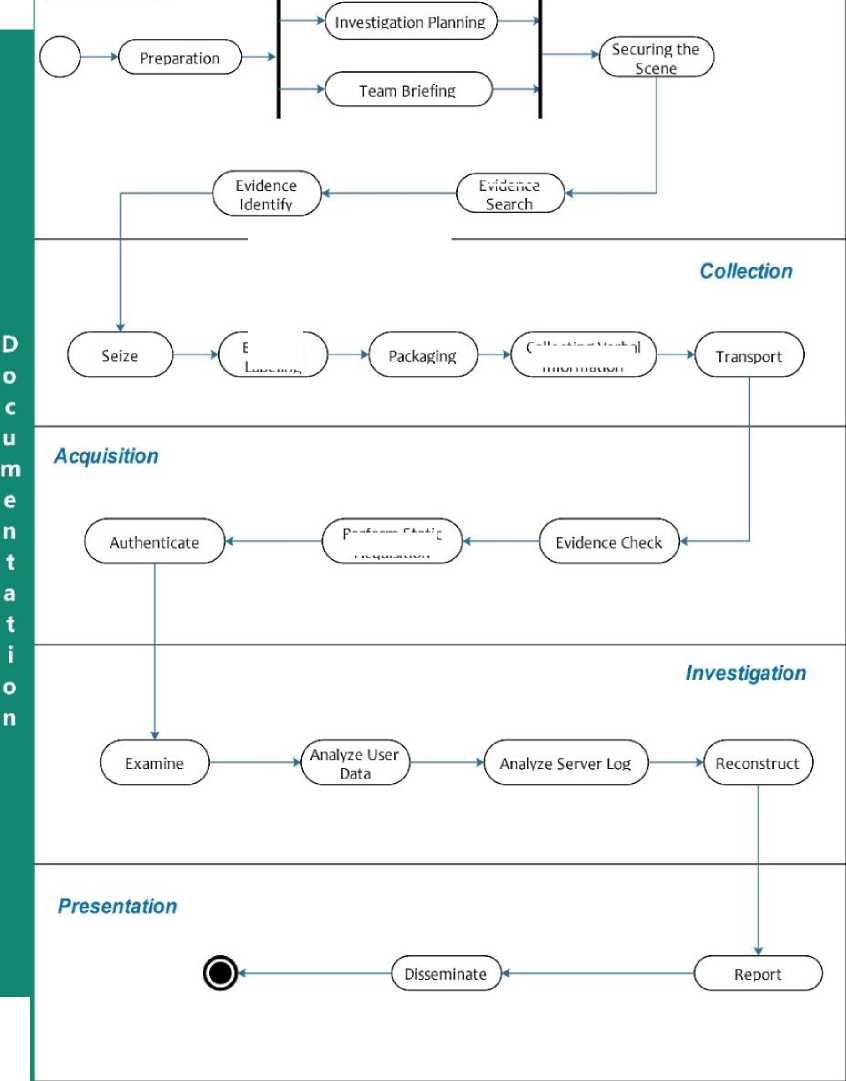 Investigation Planning
Preparation
Securing the
Scene
Team Briefing
Evidence
Identify
Evidence
Search
Collection
Seize
Labeling
Packaging
Collecting Verbal
Information
Transport
Acquisition
Authenticate
Perform Static
Acquisition
Evidence Check
Investigation
Examine
Analyze User
Data
Analyze Server Log
Reconstruct
Presentation
Disseminate
Report
Documentation